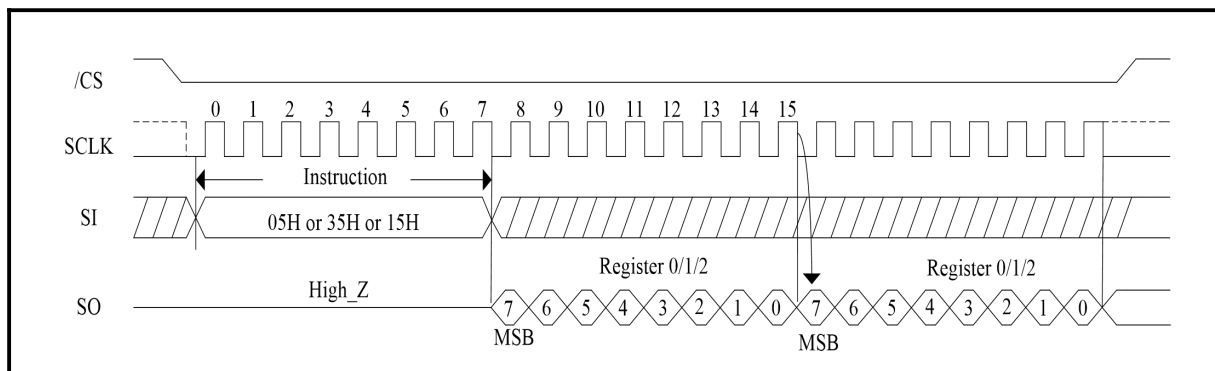 /CS
0 1 2 3 4 5 6 7 8 9 10 11 12 13 14 15
SCLK
Instruction
SI
05H or 35H or 15H
Register 0/1/2 Register 0/1/2
High_Z
SO
7 6 5 4 3 2 1 0 7 6 5 4 3 2 1 0
MSB MSB